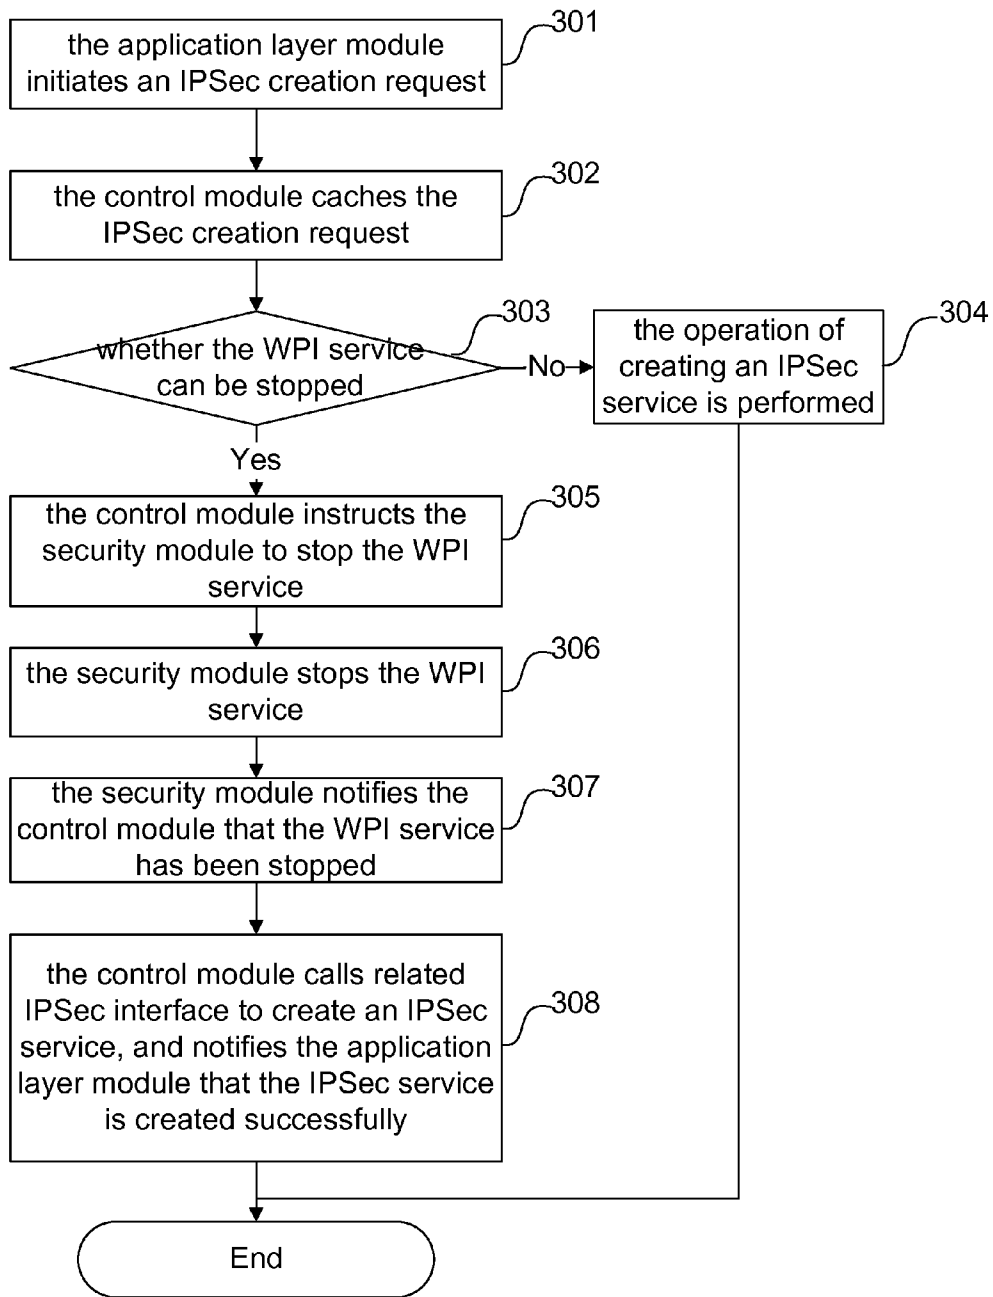 the application layer module
initiates an IPSec creation request
301
the control module caches the
IPSec creation request
302
whether the WPI service
can be stopped
303
No
the operation of
creating an IPSec
service is performed
304
Yes
the control module instructs the
security module to stop the WPI
service
305
the security module stops the WPI
service
306
the security module notifies the
control module that the WPI service
has been stopped
307
the control module calls related
IPSec interface to create an IPSec
service, and notifies the application
layer module that the IPSec service
is created successfully
308
End